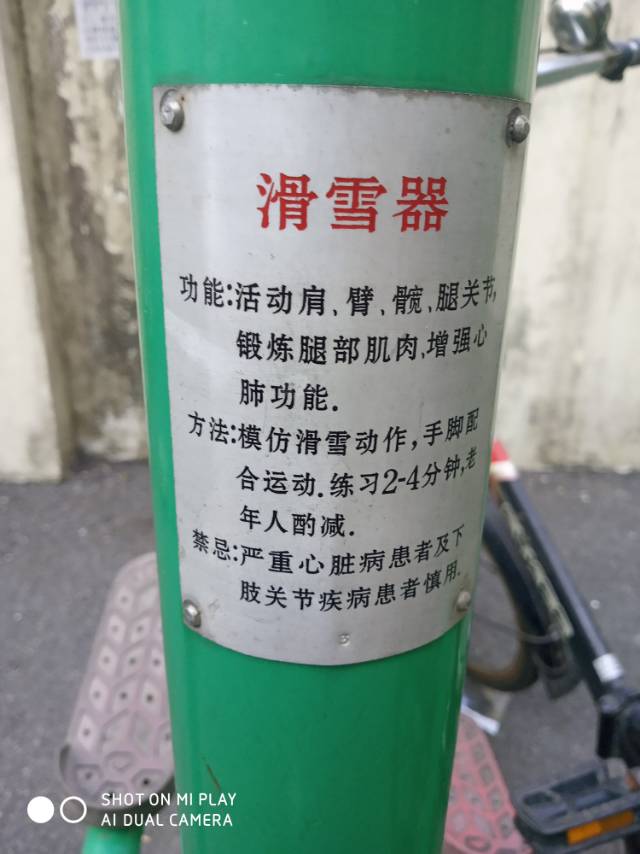 滑雪器
功能:活动肩、臂、髋、腿关节,
锻炼腿部肌肉,增强心
肺功能.
方法:模仿滑雪动作,手脚配
合运动.练习2-4分钟,老
年人酌减.
禁忌:严重心脏病患者及下
肢关节疾病患者慎用.
SHOT ON MI PLAY
AI DUAL CAMERA